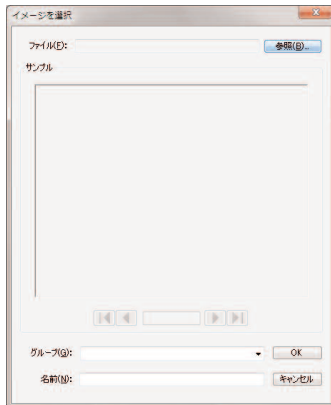 イメージを選択
ファイル(F):
参照(B)...
サンプル
グループ(G):
OK
名前(N):
キャンセル